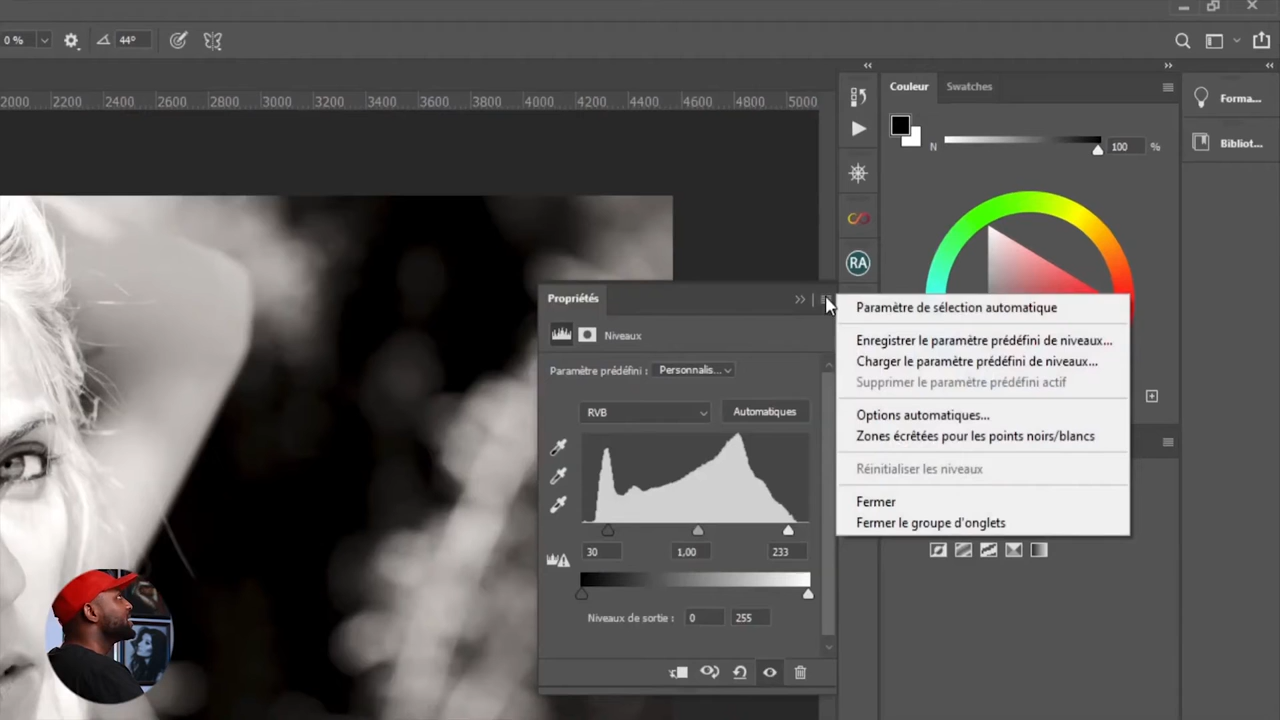 0 %
44°
2000 2200 2400 2600 2800 3000 3200 3400 3600 3800 4000 4200 4400 4600 4800 5000
Couleur Swatches
Forma...
N 100 %
Bibliot...
RA
Propriétés
Niveaux
Paramètre prédéfini : Personnalis...
RVB Automatiques
30 1,00 233
Niveaux de sortie : 0 255
Paramètre de sélection automatique
Enregistrer le paramètre prédéfini de niveaux...
Charger le paramètre prédéfini de niveaux...
Supprimer le paramètre prédéfini actif
Options automatiques...
Zones écrêtées pour les points noirs/blancs
Réinitialiser les niveaux
Fermer
Fermer le groupe d'onglets